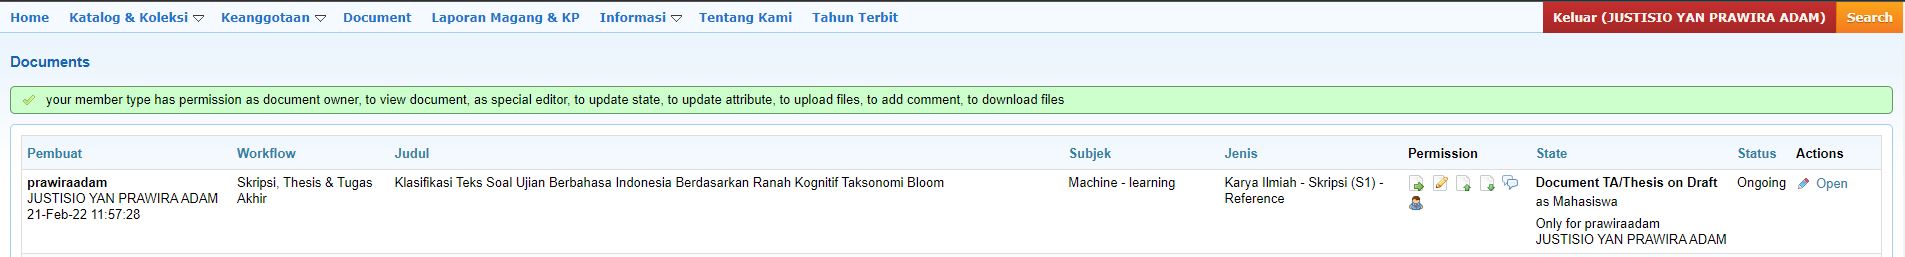 Home Katalog & Koleksi Keanggotaan Document Laporan Magang & KP Informasi Tentang Kami Tahun Terbit Keluar (JUSTISIO YAN PRAWIRA ADAM) Search
Documents
your member type has permission as document owner, to view document, as special editor, to update state, to update attribute, to upload files, to add comment, to download files
Pembuat Workflow Judul Subjek Jenis Permission State Status Actions
prawiraadam Skripsi, Thesis & Tugas Klasifikasi Teks Soal Ujian Berbahasa Indonesia Berdasarkan Ranah Kognitif Taksonomi Bloom Machine - learning Karya Ilmiah - Skripsi (S1) - Document TA/Thesis on Draft Ongoing Open
JUSTISIO YAN PRAWIRA ADAM Akhir Reference as Mahasiswa
21-Feb-22 11:57:28
Only for prawiraadam
JUSTISIO YAN PRAWIRA ADAM